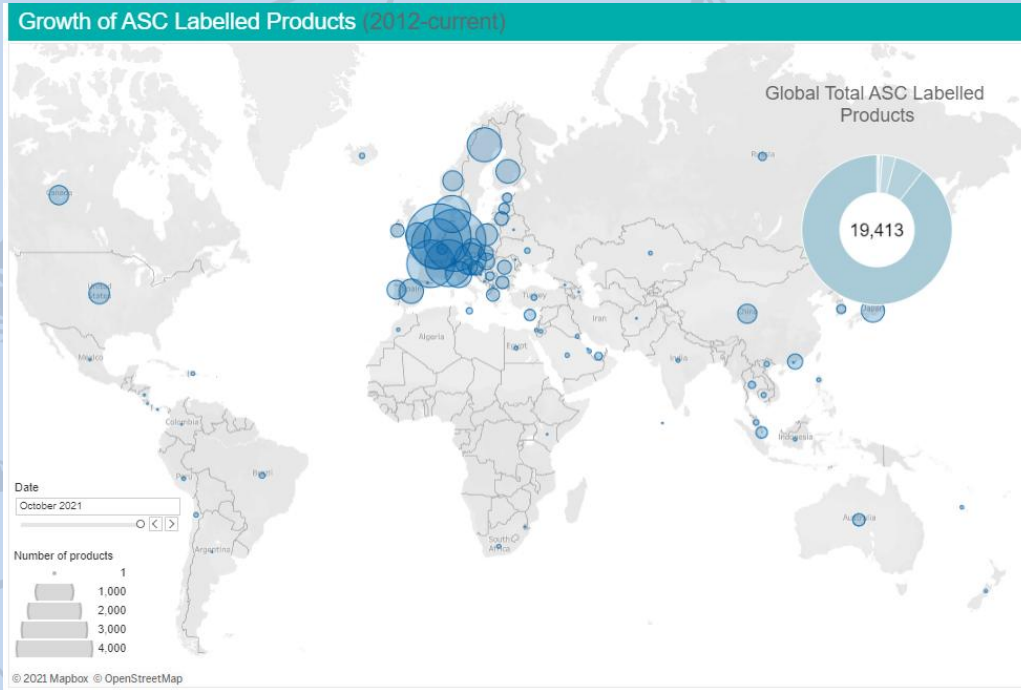 Growth of ASC Labelled Products (2012-current)
Global Total ASC Labelled
Products
19,413
Russia
Canada
United
States
Spain
Turkey
China
Japan
Iran
Algeria
Egypt
India
Mexico
Colombia
Indonesia
Peru
Brazil
Australia
South
Africa
Argentina
Date
October 2021
Number of products
1
1,000
2,000
3,000
4,000
© 2021 Mapbox © OpenStreetMap